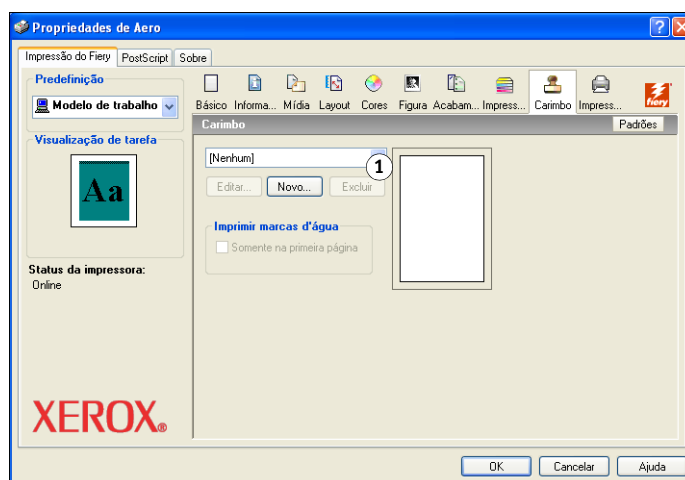 Propriedades de Aero
Impressão do Fiery PostScript Sobre
Predefinição
Modelo de trabalho
Visualização de tarefa
Aa
Status da impressora:
Online
XEROX®
Básico Informa... Mídia Layout Cores Figura Acabam... Impress... Carimbo Impress...
fiery
Carimbo Padrões
[Nenhum]
1
Editar... Novo... Excluir
Imprimir marcas d'água
Somente na primeira página
OK Cancelar Ajuda